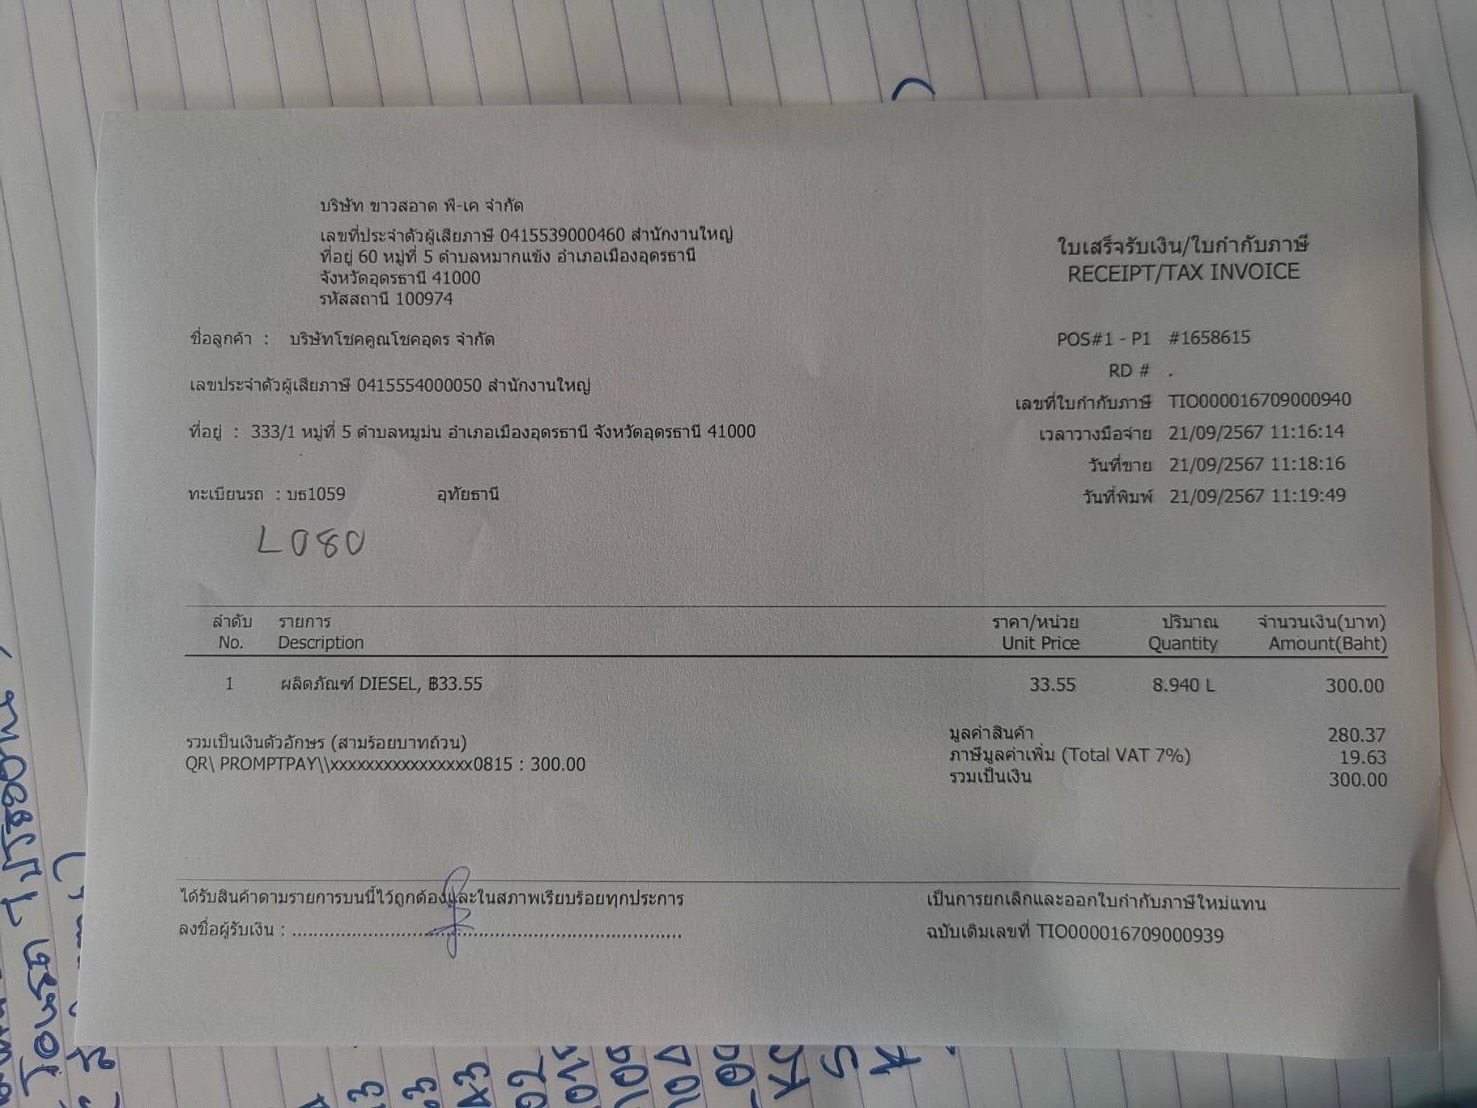 บริษัท ขาวสอาด พี-เค จำกัด
เลขที่ประจำตัวผู้เสียภาษี 0415539000460 สำนักงานใหญ่
ที่อยู่ 60 หมู่ที่ 5 ตำบลหมากแข้ง อำเภอเมืองอุดรธานี
จังหวัดอุดรธานี 41000
รหัสสถานี 100974
ใบเสร็จรับเงิน/ใบกำกับภาษี
RECEIPT/TAX INVOICE
ชื่อลูกค้า : บริษัทโชคคูณโชคอุดร จำกัด
เลขประจำตัวผู้เสียภาษี 0415554000050 สำนักงานใหญ่
ที่อยู่ : 333/1 หมู่ที่ 5 ตำบลหมูม่น อำเภอเมืองอุดรธานี จังหวัดอุดรธานี 41000
ทะเบียนรถ : บธ1059 อุทัยธานี
L080
POS#1 - P1 #1658615
RD # .
เลขที่ใบกำกับภาษี TIO000016709000940
เวลาวางมือจ่าย 21/09/2567 11:16:14
วันที่ขาย 21/09/2567 11:18:16
วันที่พิมพ์ 21/09/2567 11:19:49
ลำดับ รายการ ราคา/หน่วย ปริมาณ จำนวนเงิน(บาท)
No. Description Unit Price Quantity Amount(Baht)
1 ผลิตภัณฑ์ DIESEL, ฿33.55 33.55 8.940 L 300.00
รวมเป็นเงินตัวอักษร (สามร้อยบาทถ้วน)
QR\ PROMPTPAY\\xxxxxxxxxxxxxxxx0815 : 300.00
มูลค่าสินค้า 280.37
ภาษีมูลค่าเพิ่ม (Total VAT 7%) 19.63
รวมเป็นเงิน 300.00
ได้รับสินค้าตามรายการบนนี้ไว้ถูกต้องและในสภาพเรียบร้อยทุกประการ
ลงชื่อผู้รับเงิน : ....................................................................
เป็นการยกเลิกและออกใบกำกับภาษีใหม่แทน
ฉบับเดิมเลขที่ TIO000016709000939